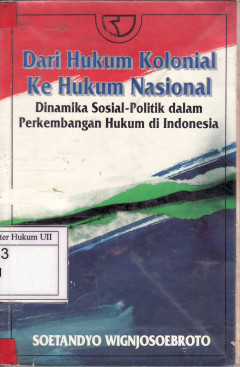 Dari Hukum Kolonial
Ke Hukum Nasional
Dinamika Sosial-Politik dalam
Perkembangan Hukum di Indonesia
ter Hukum UII
3
SOETANDYO WIGNJOSOEBROTO